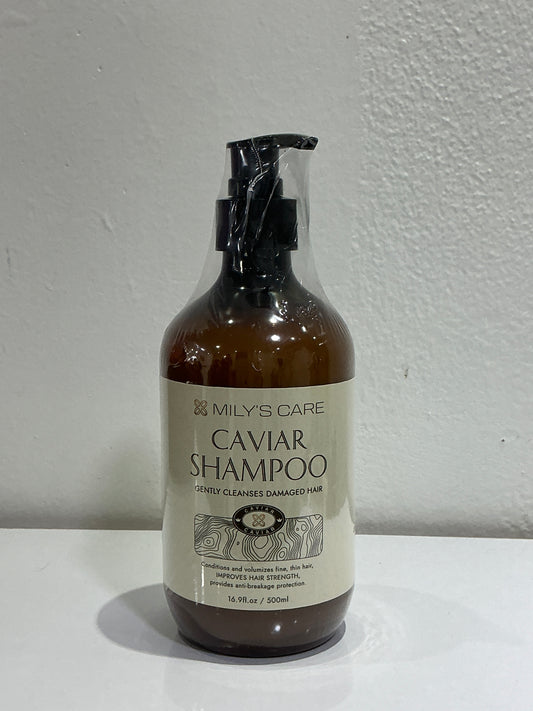 MILY'S CARE
CAVIAR
SHAMPOO
GENTLY CLEANSES DAMAGED HAIR
CAVIAR
CAVIAR
Conditions and volumizes fine, thin hair,
IMPROVES HAIR STRENGTH,
provides anti-breakage protection.
16.9fl.oz / 500ml